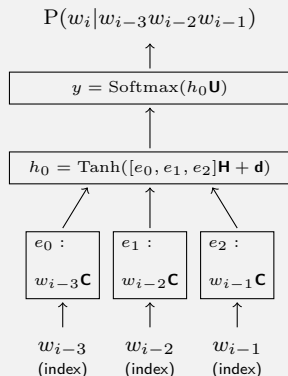 P(w_i|w_{i−3}w_{i−2}w_{i−1})
y = Softmax(h_0U)
h_0 = Tanh([e_0, e_1, e_2]H + d)
e_0 : e_1 : e_2 :
w_{i−3}C w_{i−2}C w_{i−1}C
w_{i−3} w_{i−2} w_{i−1}
(index) (index) (index)